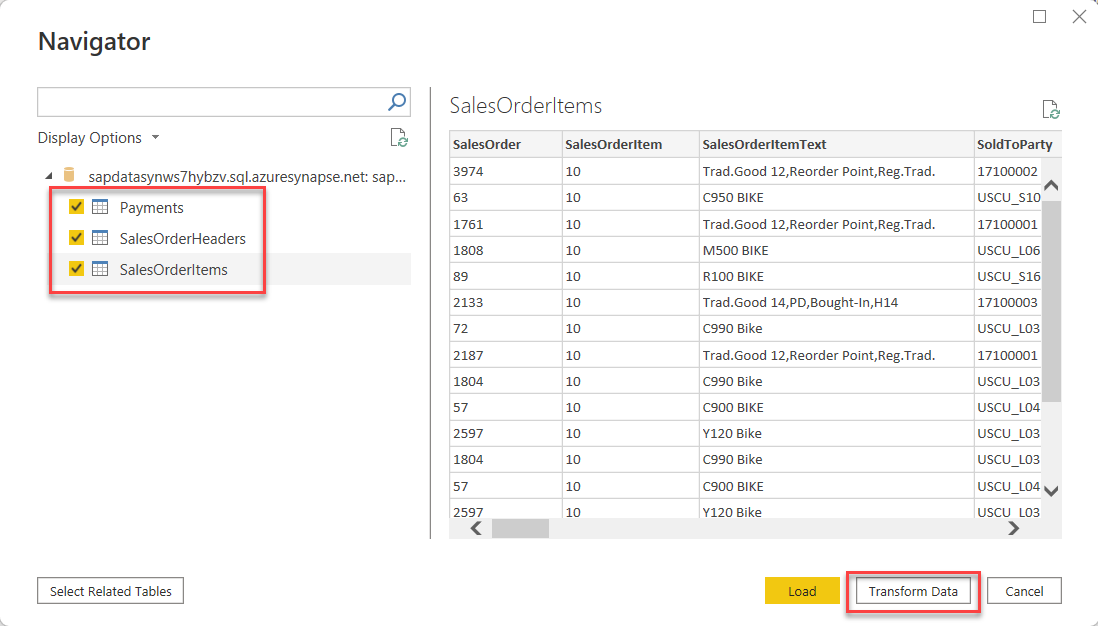 Navigator
Display Options
sapdatasynws7hybzv.sql.azuresynapse.net: sap...
Payments
SalesOrderHeaders
SalesOrderItems
SalesOrderItems
SalesOrder SalesOrderItem SalesOrderItemText SoldToParty
3974 10 Trad.Good 12,Reorder Point,Reg.Trad. 17100002
63 10 C950 BIKE USCU_S10
1761 10 Trad.Good 12,Reorder Point,Reg.Trad. 17100001
1808 10 M500 BIKE USCU_L06
89 10 R100 BIKE USCU_S16
2133 10 Trad.Good 14,PD,Bought-In,H14 17100003
72 10 C990 Bike USCU_L03
2187 10 Trad.Good 12,Reorder Point,Reg.Trad. 17100001
1804 10 C990 Bike USCU_L03
57 10 C900 BIKE USCU_L04
2597 10 Y120 Bike USCU_L03
1804 10 C990 Bike USCU_L03
57 10 C900 BIKE USCU_L04
2597 10 Y120 Bike USCU_L03
Select Related Tables
Load
Transform Data
Cancel